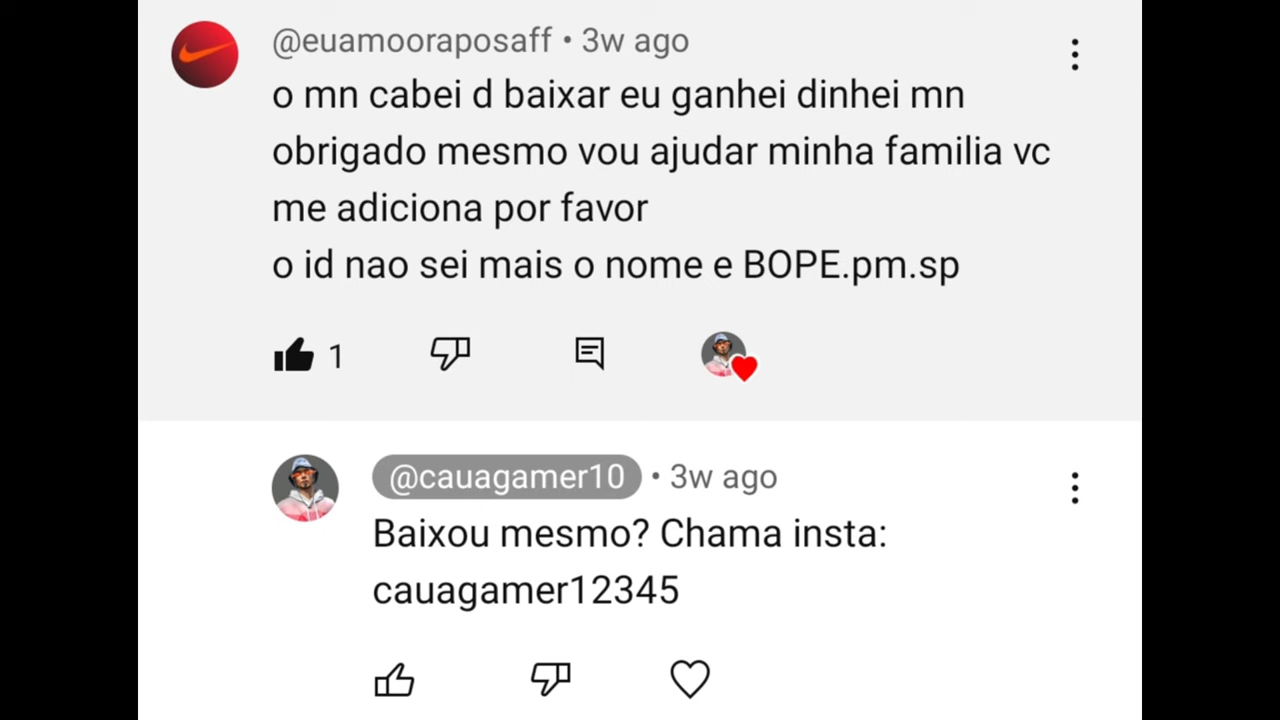 @euamooraposaff • 3w ago
o mn cabei d baixar eu ganhei dinhei mn
obrigado mesmo vou ajudar minha familia vc
me adiciona por favor
o id nao sei mais o nome e BOPE.pm.sp
1
@cauagamer10 • 3w ago
Baixou mesmo? Chama insta:
cauagamer12345